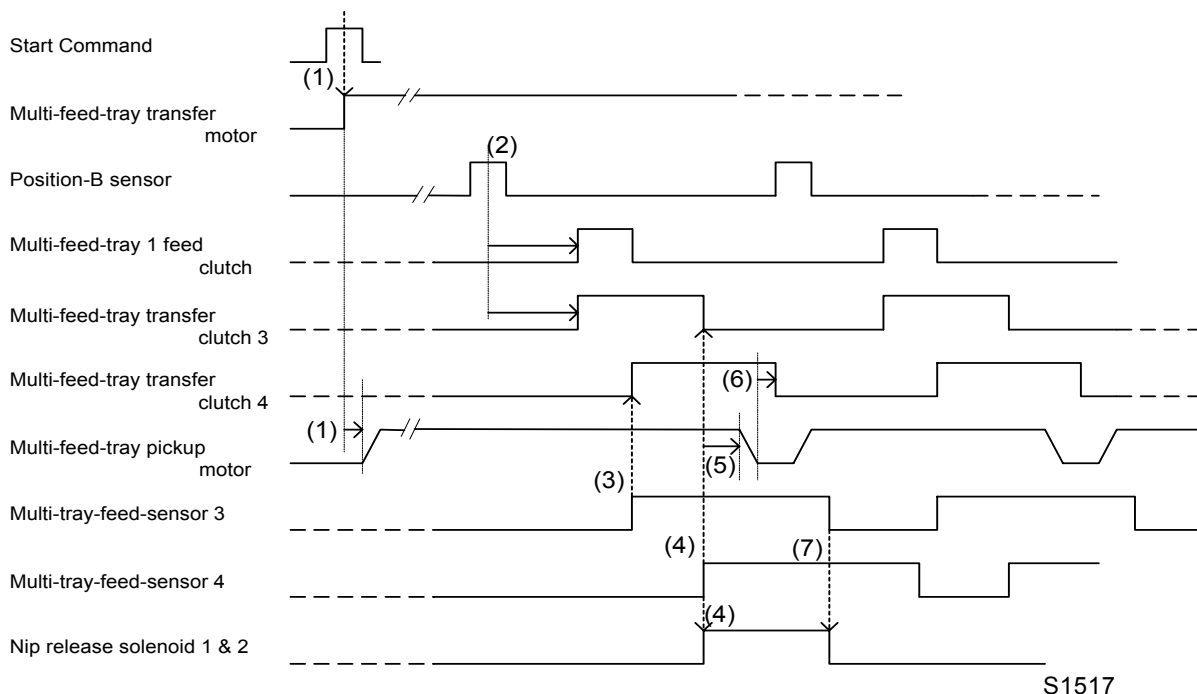 Start Command
(1)
Multi-feed-tray transfer
motor
(2)
Position-B sensor
Multi-feed-tray 1 feed
clutch
Multi-feed-tray transfer
clutch 3
Multi-feed-tray transfer
clutch 4
(6)
(1)
Multi-feed-tray pickup
motor
(5)
(3)
Multi-tray-feed-sensor 3
(4)
(7)
Multi-tray-feed-sensor 4
(4)
Nip release solenoid 1 & 2
S1517